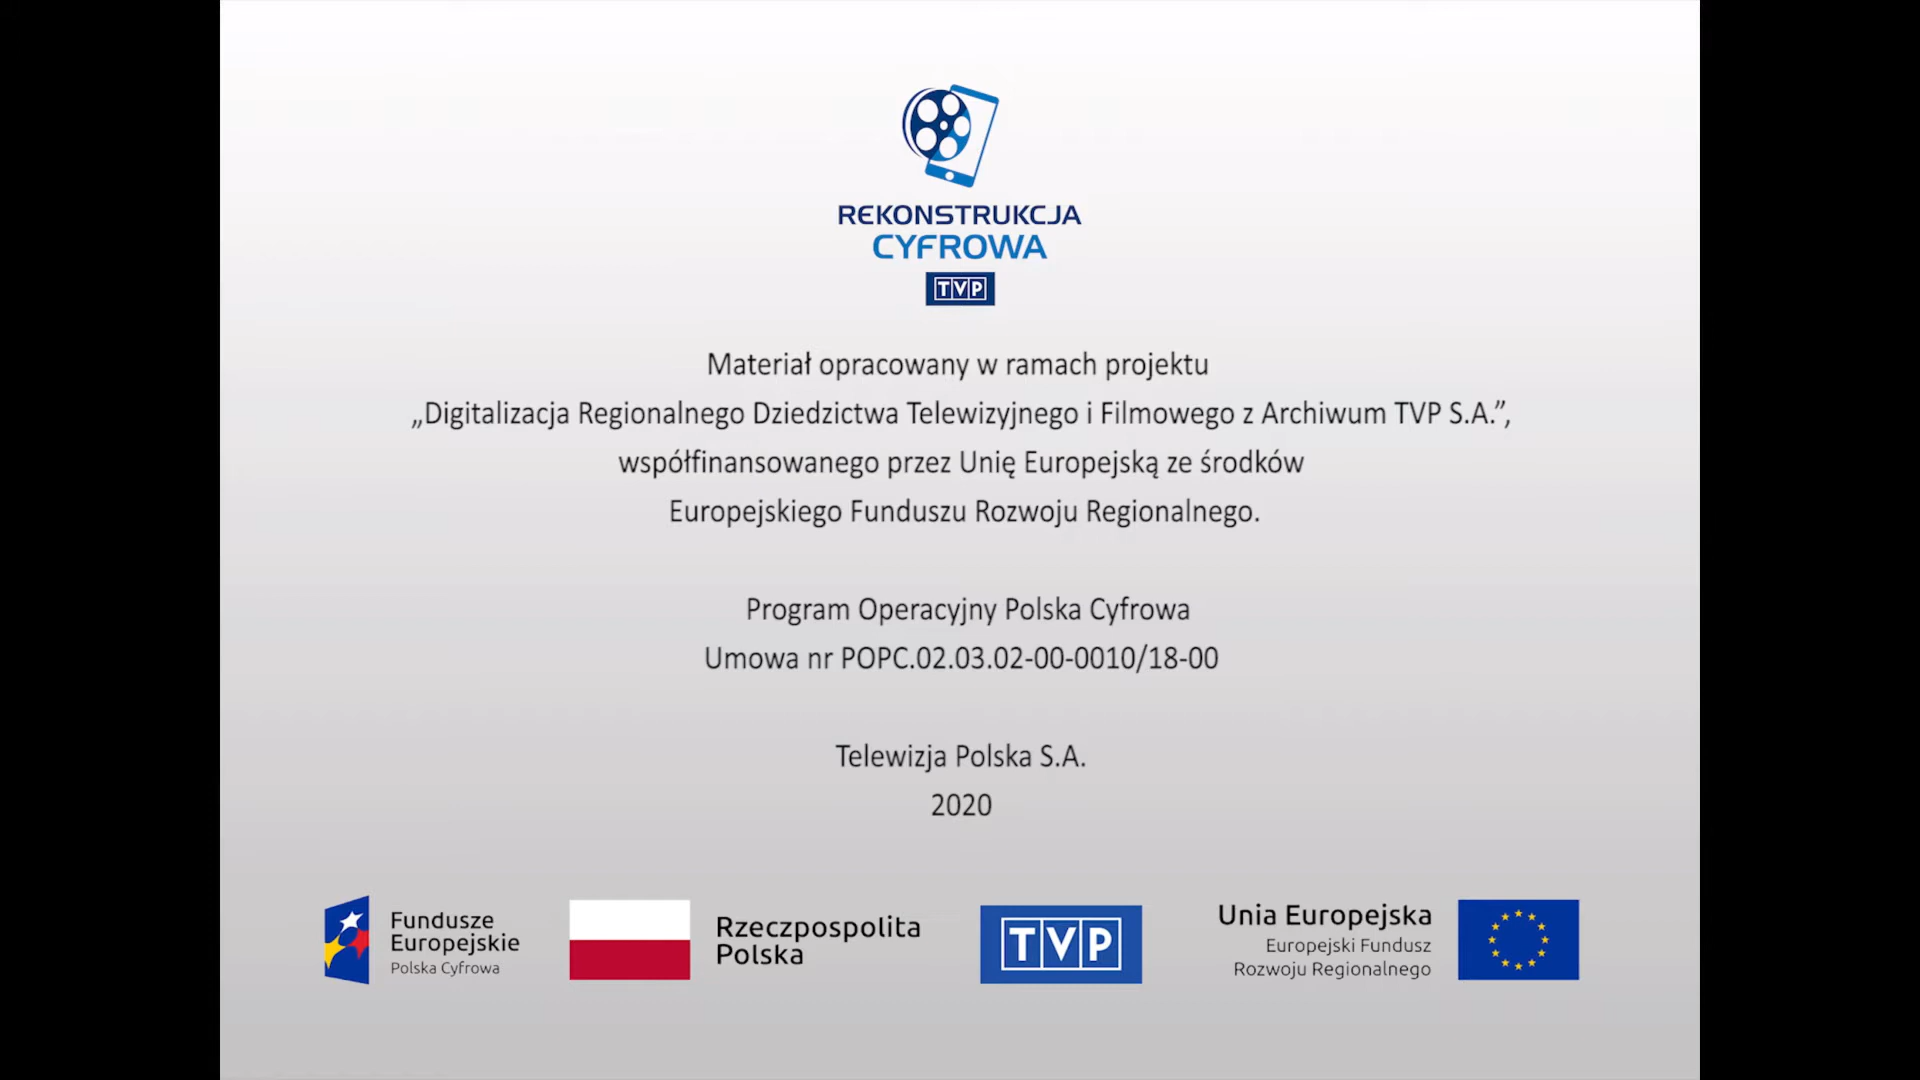 REKONSTRUKCJA
CYFROWA
TVP
Materiał opracowany w ramach projektu
„Digitalizacja Regionalnego Dziedzictwa Telewizyjnego i Filmowego z Archiwum TVP S.A.”,
współfinansowanego przez Unię Europejską ze środków
Europejskiego Funduszu Rozwoju Regionalnego.
Program Operacyjny Polska Cyfrowa
Umowa nr POPC.02.03.02-00-0010/18-00
Telewizja Polska S.A.
2020
Fundusze
Europejskie
Polska Cyfrowa
Rzeczpospolita
Polska
TVP
Unia Europejska
Europejski Fundusz
Rozwoju Regionalnego